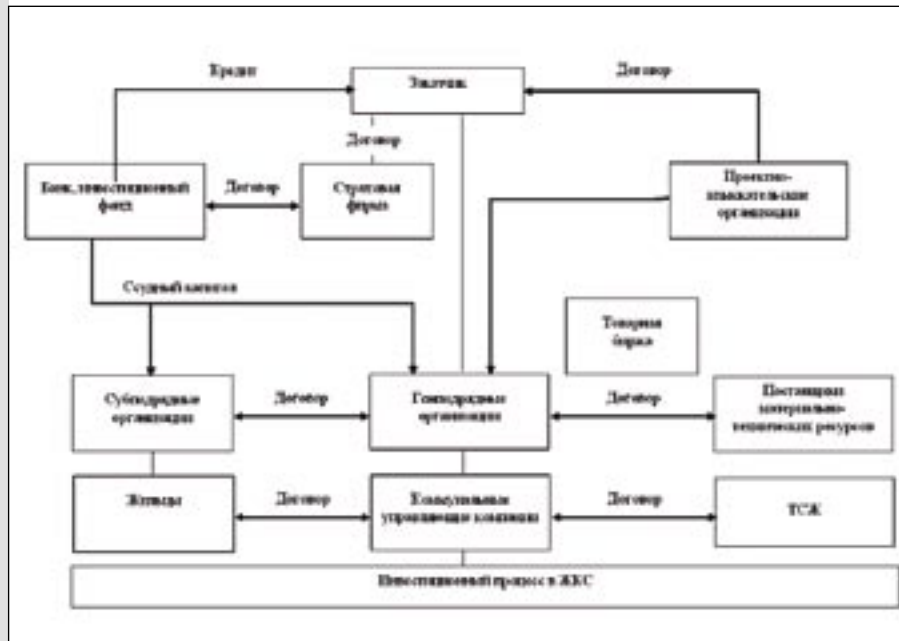 Кредит
Заказчик
Договор
Договор
Банк, инвестиционный
фонд
Договор
Страховая
фирма
Проектно-
изыскательские
организации
Ссудный капитал
Товарная
биржа
Субподрядные
организации
Договор
Генподрядные
организации
Договор
Поставщики
материально-
технических ресурсов
Жильцы
Договор
Коммунальные
управляющие компании
Договор
ТСЖ
Инвестиционный процесс в ЖКС